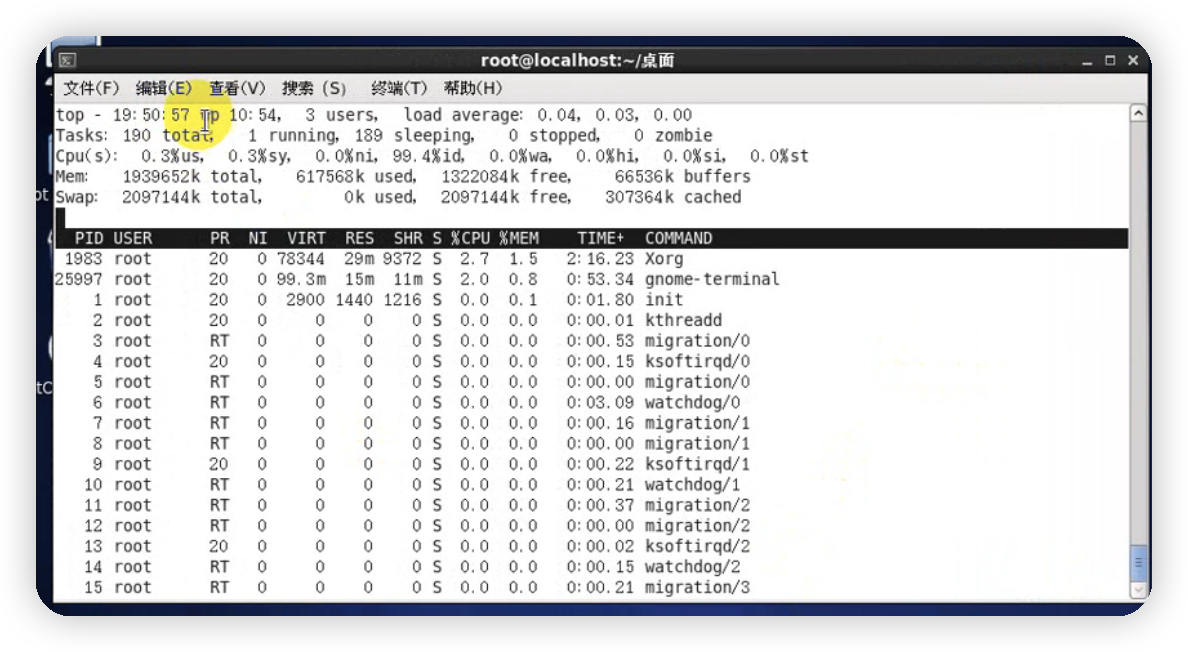 root@localhost:~/桌面
文件(F) 编辑(E) 查看(V) 搜索 (S) 终端(T) 帮助(H)
top - 19:50:57 up 10:54, 3 users, load average: 0.04, 0.03, 0.00
Tasks: 190 total, 1 running, 189 sleeping, 0 stopped, 0 zombie
Cpu(s): 0.3%us, 0.3%sy, 0.0%ni, 99.4%id, 0.0%wa, 0.0%hi, 0.0%si, 0.0%st
Mem: 1939652k total, 617568k used, 1322084k free, 66536k buffers
Swap: 2097144k total, 0k used, 2097144k free, 307364k cached
PID USER PR NI VIRT RES SHR S %CPU %MEM TIME+ COMMAND
1983 root 20 0 78344 29m 9372 S 2.7 1.5 2:16.23 Xorg
25997 root 20 0 99.3m 15m 11m S 2.0 0.8 0:53.34 gnome-terminal
1 root 20 0 2900 1440 1216 S 0.0 0.1 0:01.80 init
2 root 20 0 0 0 0 S 0.0 0.0 0:00.01 kthreadd
3 root RT 0 0 0 0 S 0.0 0.0 0:00.53 migration/0
4 root 20 0 0 0 0 S 0.0 0.0 0:00.15 ksoftirqd/0
5 root RT 0 0 0 0 S 0.0 0.0 0:00.00 migration/0
6 root RT 0 0 0 0 S 0.0 0.0 0:03.09 watchdog/0
7 root RT 0 0 0 0 S 0.0 0.0 0:00.16 migration/1
8 root RT 0 0 0 0 S 0.0 0.0 0:00.00 migration/1
9 root 20 0 0 0 0 S 0.0 0.0 0:00.22 ksoftirqd/1
10 root RT 0 0 0 0 S 0.0 0.0 0:00.21 watchdog/1
11 root RT 0 0 0 0 S 0.0 0.0 0:00.37 migration/2
12 root RT 0 0 0 0 S 0.0 0.0 0:00.00 migration/2
13 root 20 0 0 0 0 S 0.0 0.0 0:00.02 ksoftirqd/2
14 root RT 0 0 0 0 S 0.0 0.0 0:00.15 watchdog/2
15 root RT 0 0 0 0 S 0.0 0.0 0:00.21 migration/3